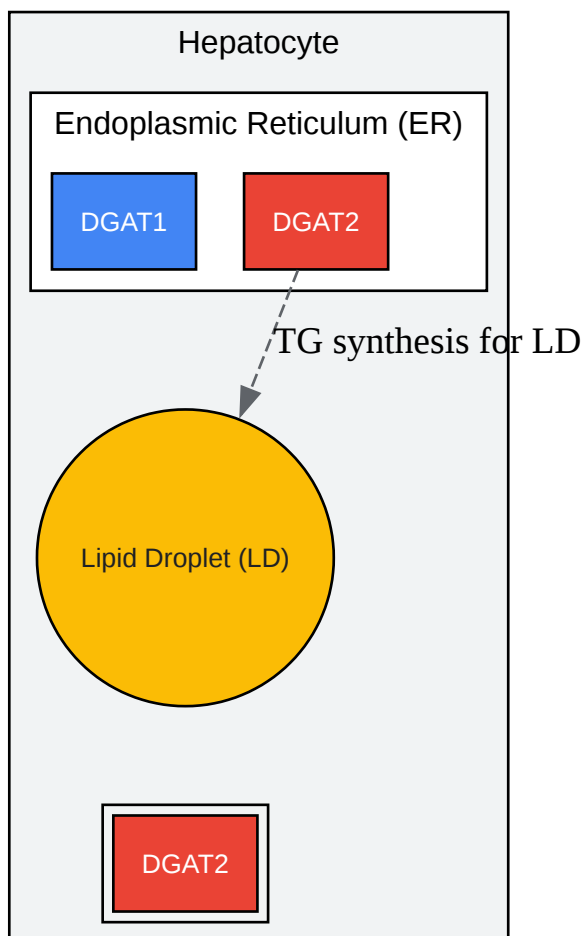 Hepatocyte
Endoplasmic Reticulum (ER)
DGAT1
DGAT2
TG synthesis for LD
Lipid Droplet (LD)
DGAT2